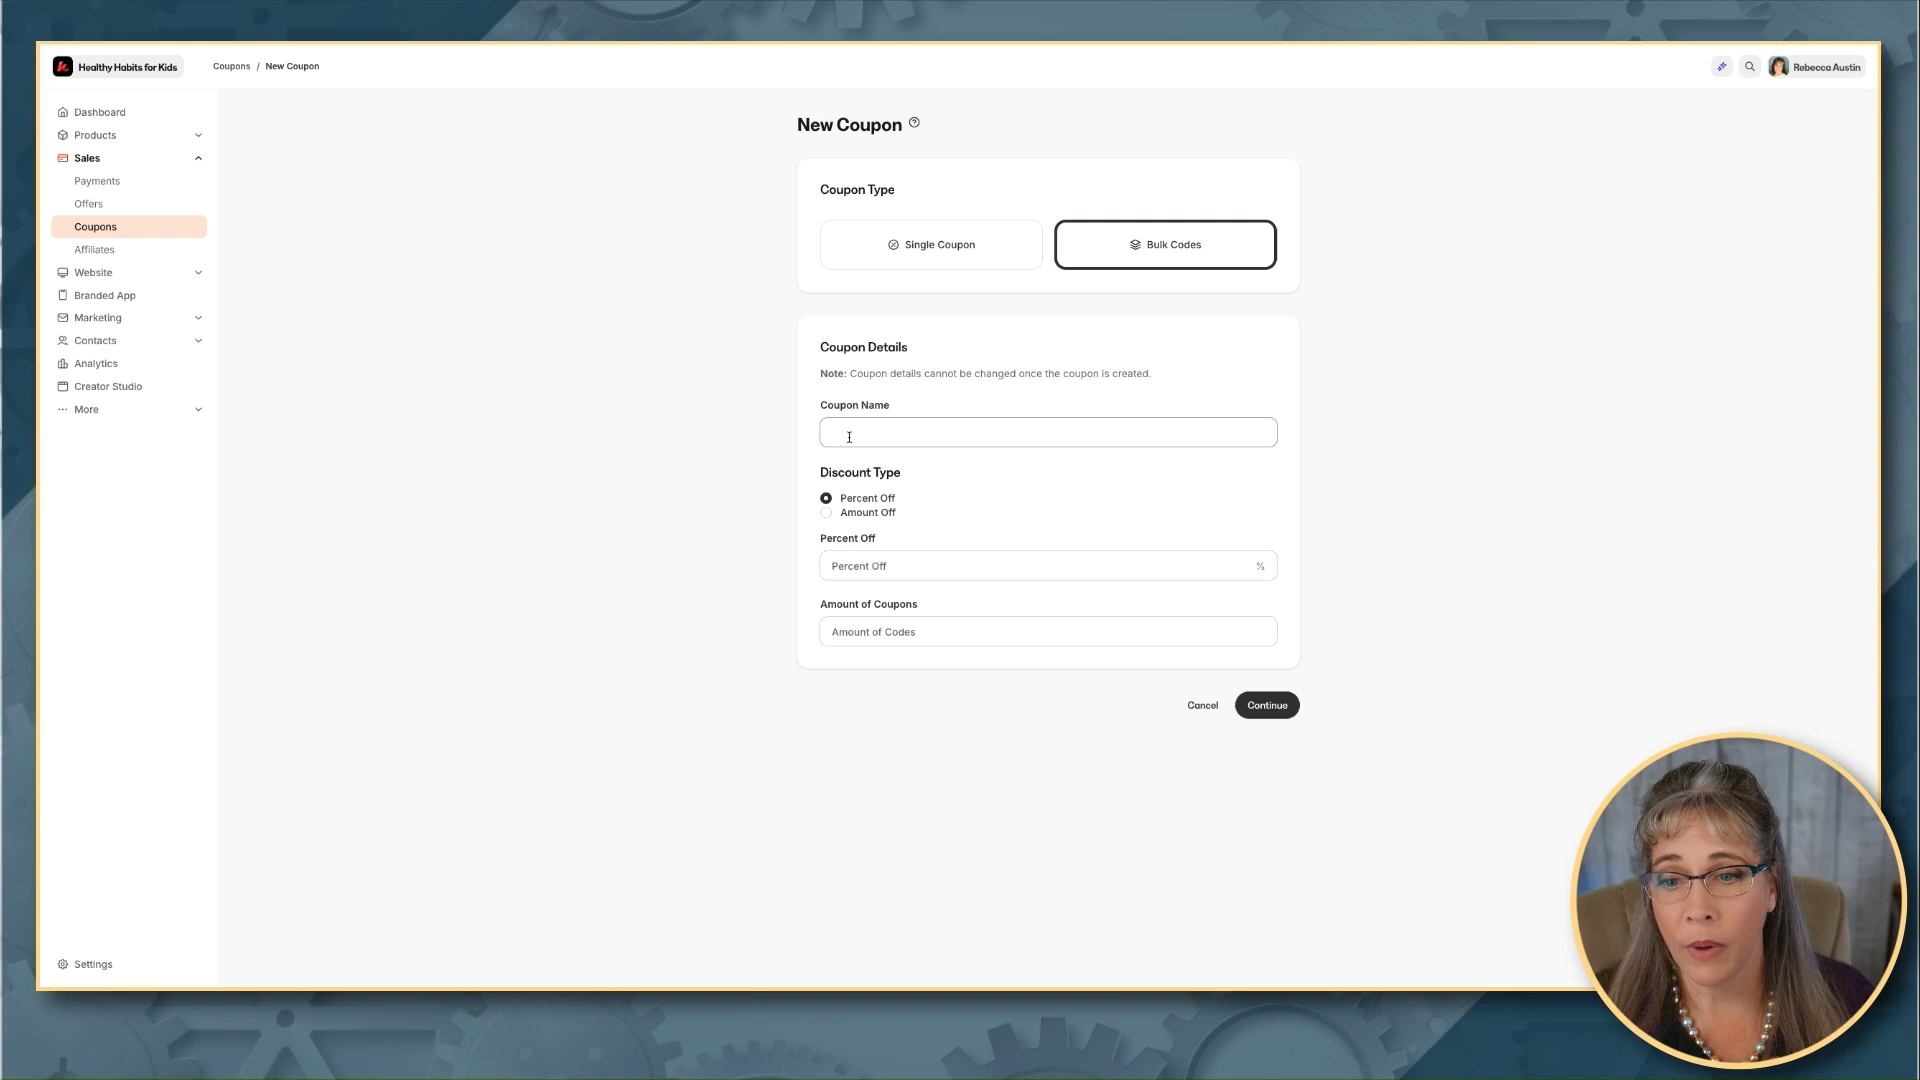 Healthy Habits for Kids
Coupons / New Coupon
Rebecca Austin
Dashboard
Products
Sales
Payments
Offers
Coupons
Affiliates
Website
Branded App
Marketing
Contacts
Analytics
Creator Studio
More
Settings
New Coupon
Coupon Type
Single Coupon
Bulk Codes
Coupon Details
Note: Coupon details cannot be changed once the coupon is created.
Coupon Name
Discount Type
Percent Off
Amount Off
Percent Off
Percent Off %
Amount of Coupons
Amount of Codes
Cancel Continue